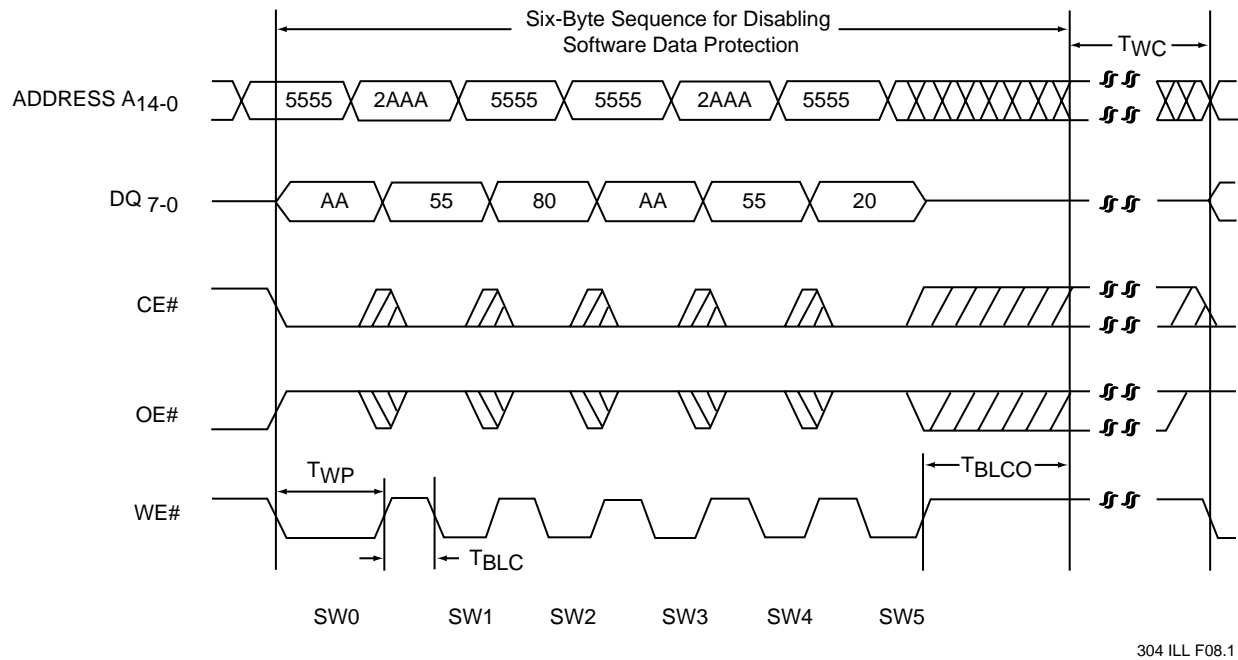 Six-Byte Sequence for Disabling
Software Data Protection
TWC
ADDRESS A14-0
5555 2AAA 5555 5555 2AAA 5555
DQ 7-0
AA 55 80 AA 55 20
CE#
OE#
TWP
TBLCO
WE#
TBLC
SW0 SW1 SW2 SW3 SW4 SW5
304 ILL F08.1